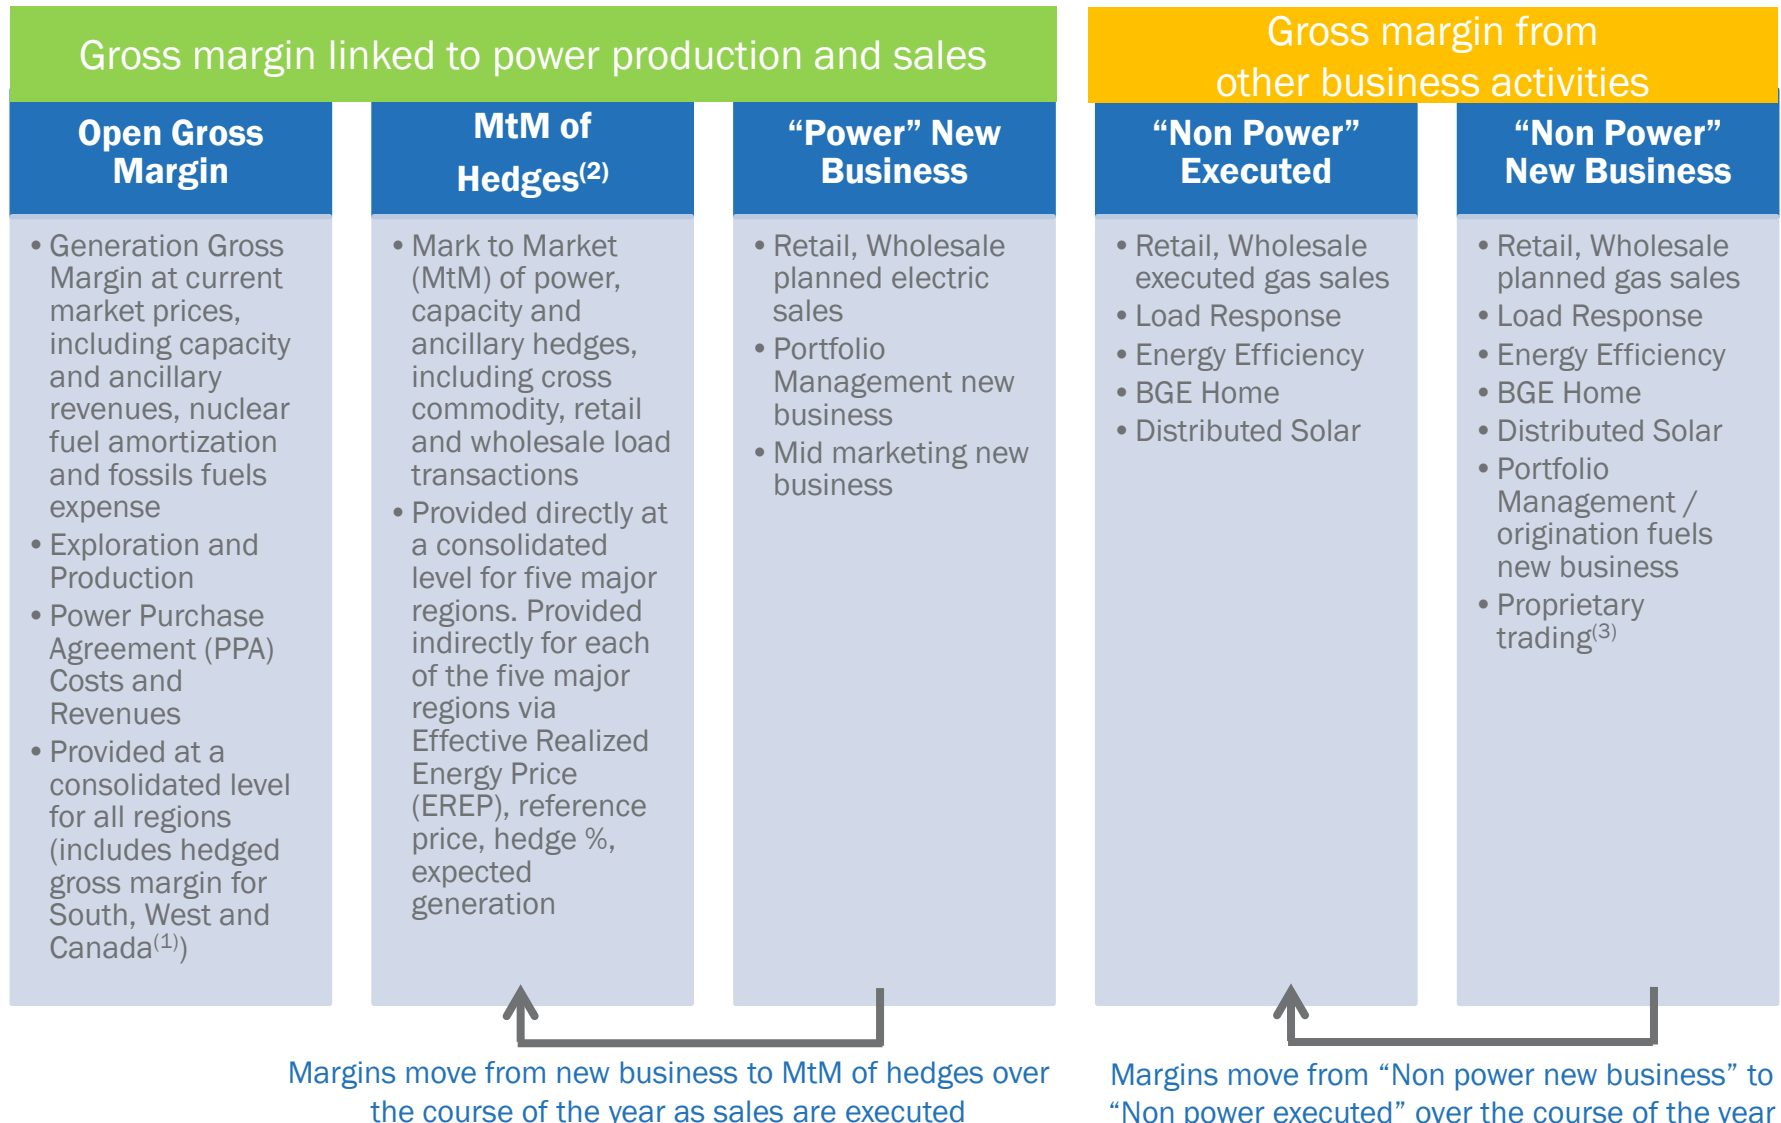 Gross margin linked to power production and sales
Gross margin from
other business activities
Open Gross
Margin
• Generation Gross
Margin at current
market prices,
including capacity
and ancillary
revenues, nuclear
fuel amortization
and fossils fuels
expense
• Exploration and
Production
• Power Purchase
Agreement (PPA)
Costs and
Revenues
• Provided at a
consolidated level
for all regions
(includes hedged
gross margin for
South, West and
Canada(1))
MtM of
Hedges(2)
• Mark to Market
(MtM) of power,
capacity and
ancillary hedges,
including cross
commodity, retail
and wholesale load
transactions
• Provided directly at
a consolidated
level for five major
regions. Provided
indirectly for each
of the five major
regions via
Effective Realized
Energy Price
(EREP), reference
price, hedge %,
expected
generation
“Power” New
Business
• Retail, Wholesale
planned electric
sales
• Portfolio
Management new
business
• Mid marketing new
business
“Non Power”
Executed
• Retail, Wholesale
executed gas sales
• Load Response
• Energy Efficiency
• BGE Home
• Distributed Solar
“Non Power”
New Business
• Retail, Wholesale
planned gas sales
• Load Response
• Energy Efficiency
• BGE Home
• Distributed Solar
• Portfolio
Management /
origination fuels
new business
• Proprietary
trading(3)
Margins move from new business to MtM of hedges over
the course of the year as sales are executed
Margins move from “Non power new business” to
“Non power executed” over the course of the year